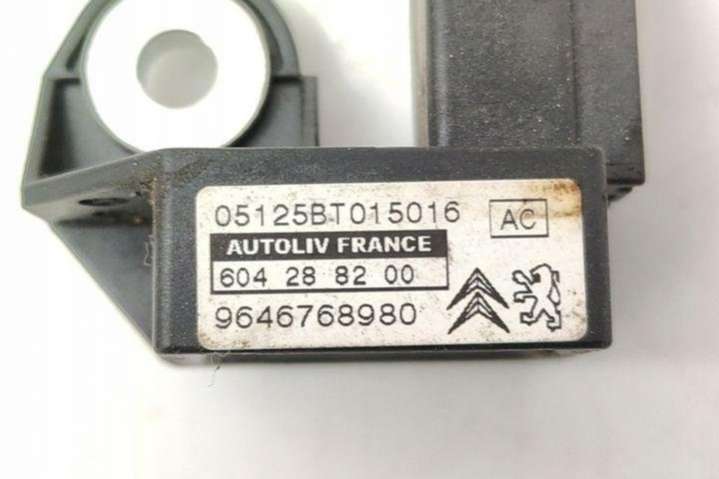 05125BT015016
AC
AUTOLIV FRANCE
604 28 82 00
9646768980